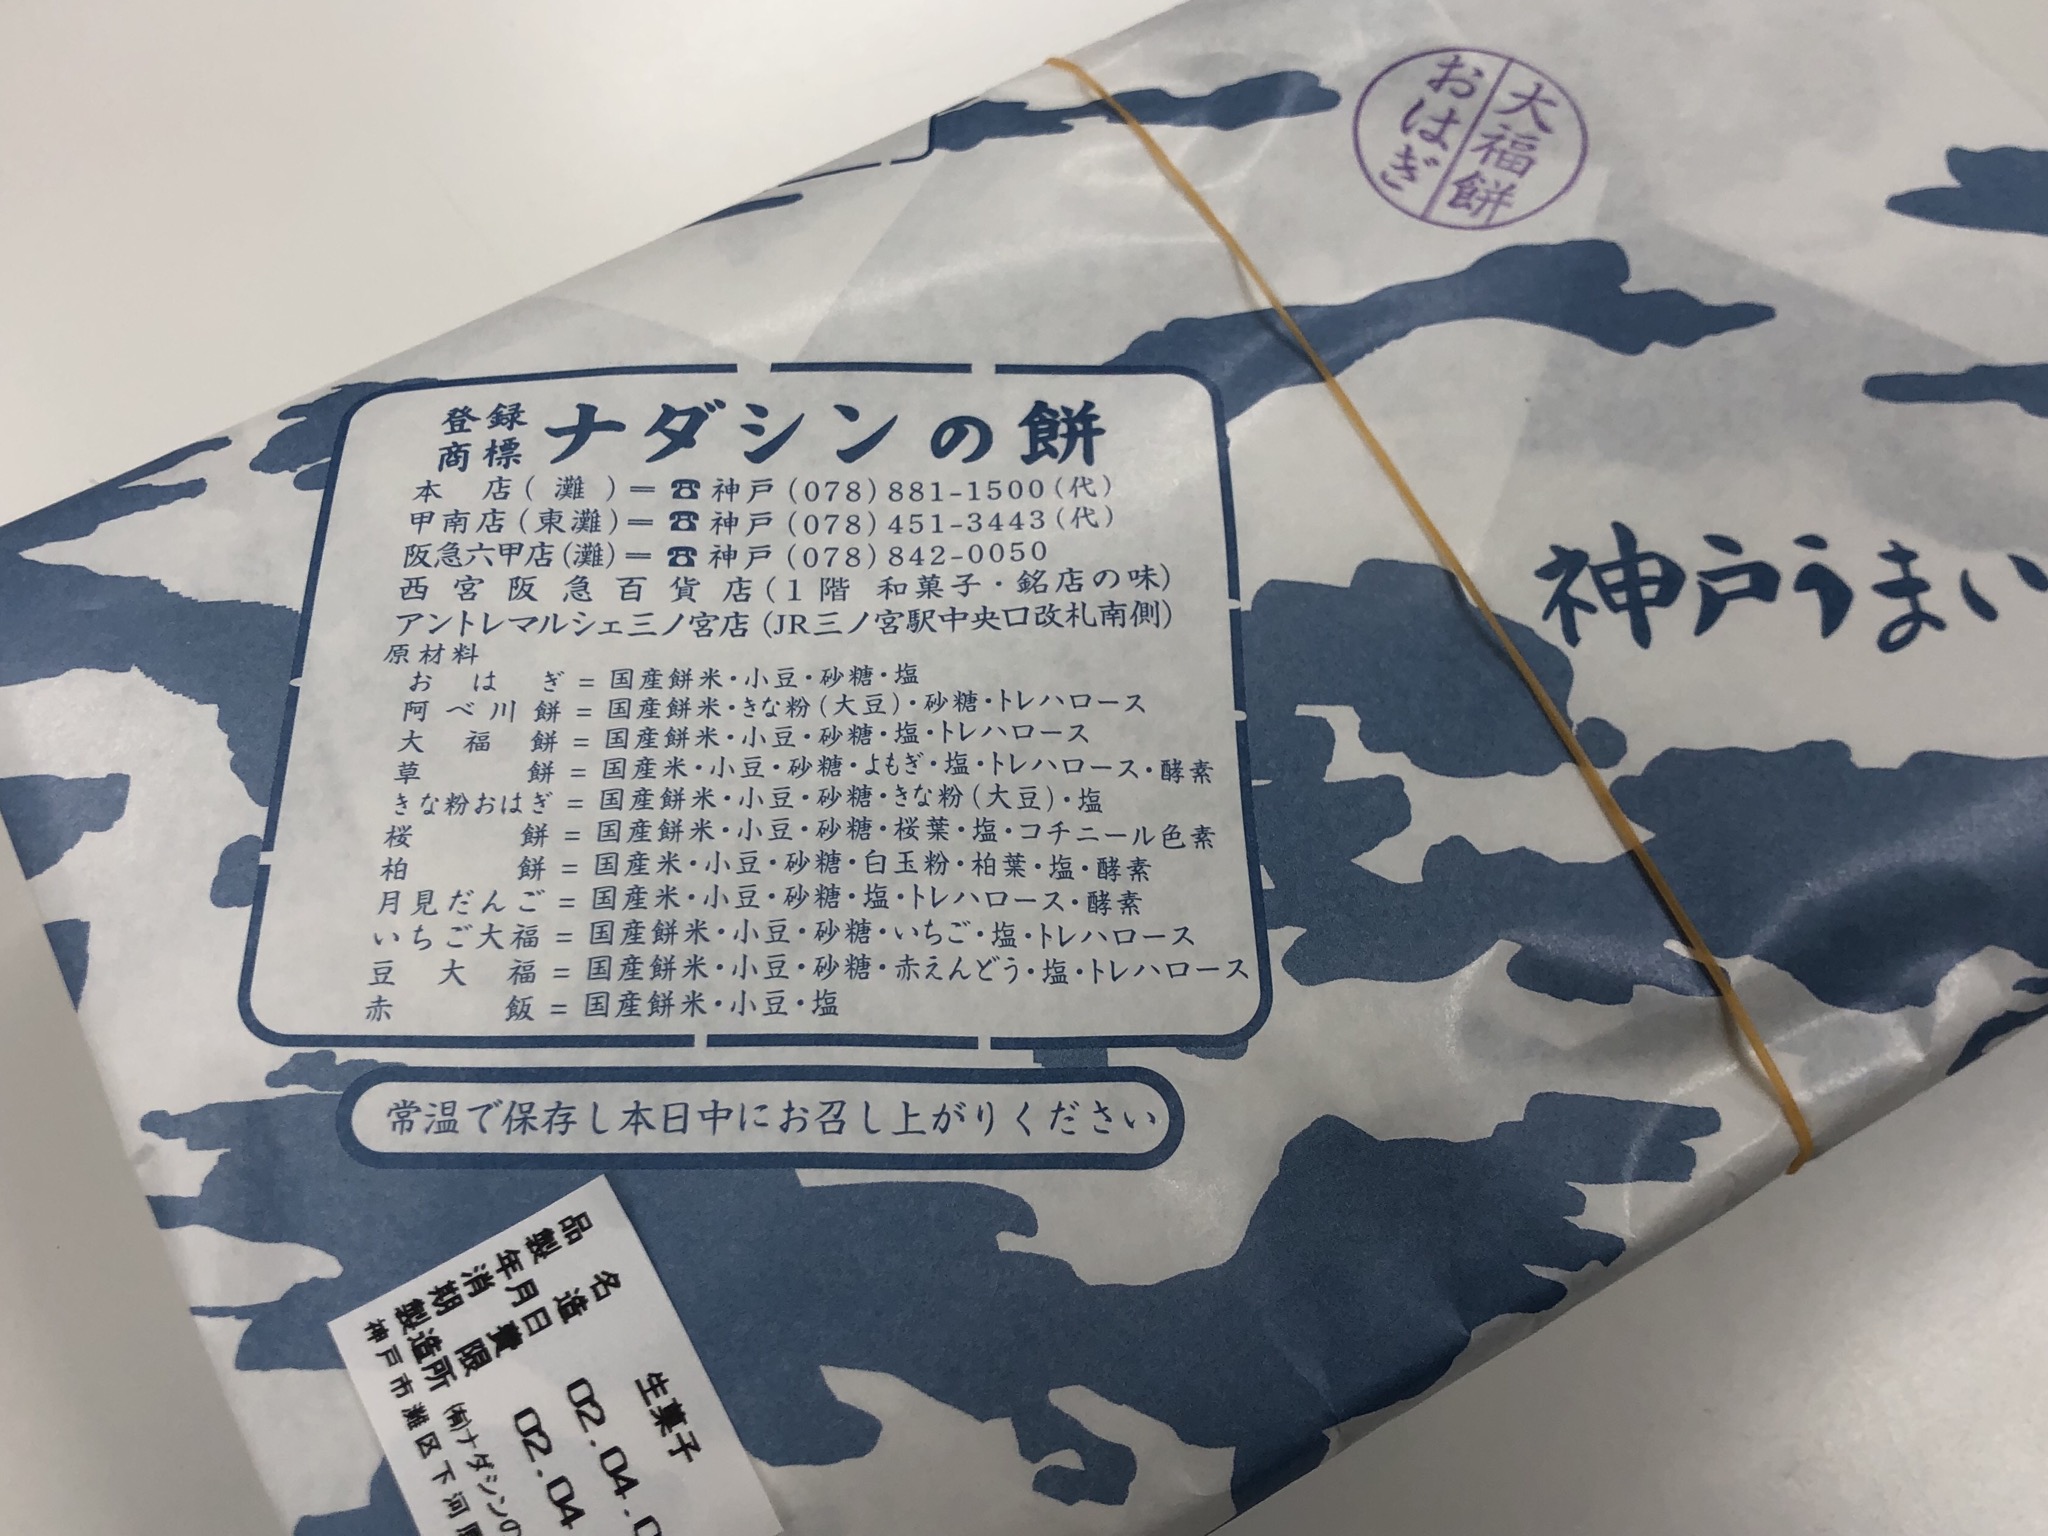 大福餅
おはぎ
神戸うまい
登録商標 ナダシンの餅
本店(灘)=☎神戸(078)881-1500(代)
甲南店(東灘)=☎神戸(078)451-3443(代)
阪急六甲店(灘)=☎神戸(078)842-0050
西宮阪急百貨店(1階 和菓子・銘店の味)
アントレマルシェ三ノ宮店(JR三ノ宮駅中央口改札南側)
原材料
おはぎ=国産餅米・小豆・砂糖・塩
阿べ川餅=国産餅米・きな粉(大豆)・砂糖・トレハロース
大福餅=国産餅米・小豆・砂糖・塩・トレハロース
草餅=国産米・小豆・砂糖・よもぎ・塩・トレハロース・酵素
きな粉おはぎ=国産餅米・小豆・砂糖・きな粉(大豆)・塩
桜餅=国産餅米・小豆・砂糖・桜葉・塩・コチニール色素
柏餅=国産米・小豆・砂糖・白玉粉・柏葉・塩・酵素
月見だんご=国産米・小豆・砂糖・塩・トレハロース・酵素
いちご大福=国産餅米・小豆・砂糖・いちご・塩・トレハロース
豆大福=国産餅米・小豆・砂糖・赤えんどう・塩・トレハロース
赤飯=国産餅米・小豆・塩
常温で保存し本日中にお召し上がりください
品名 生菓子
製造年月日 02.04.0
消費期限 02.04
製造所 ㈲ナダシンの
神戸市灘区下河原